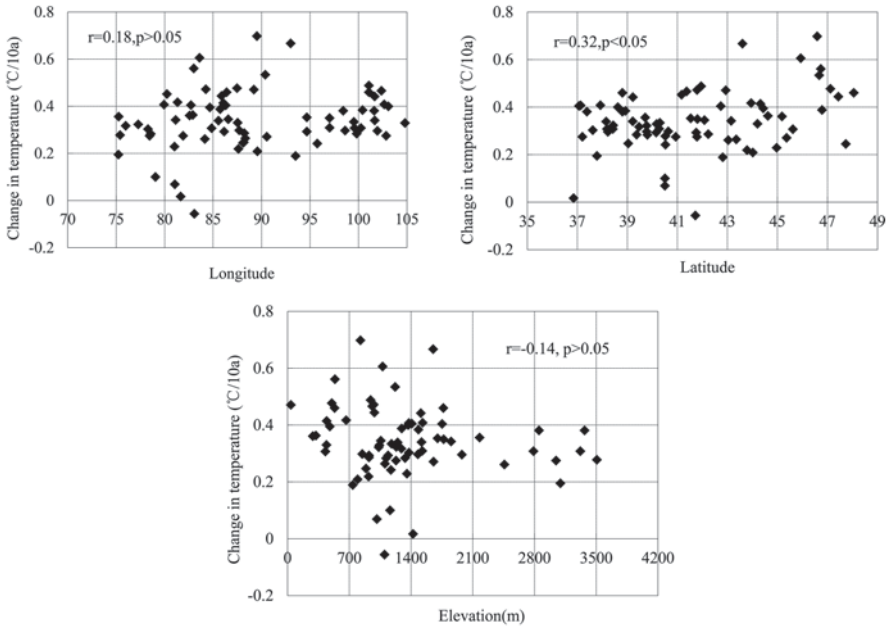 0.8
0.6
0.4
0.2
0
-0.2
Change in temperature (℃/10a)
r=0.18,p>0.05
70 75 80 85 90 95 100 105
Longitude
0.8
0.6
0.4
0.2
0
-0.2
Change in temperature (℃/10a)
r=0.32,p<0.05
35 37 39 41 43 45 47 49
Latitude
0.8
0.6
0.4
0.2
0
-0.2
Change in temperature (℃/10a)
r=-0.14, p>0.05
0 700 1400 2100 2800 3500 4200
Elevation(m)